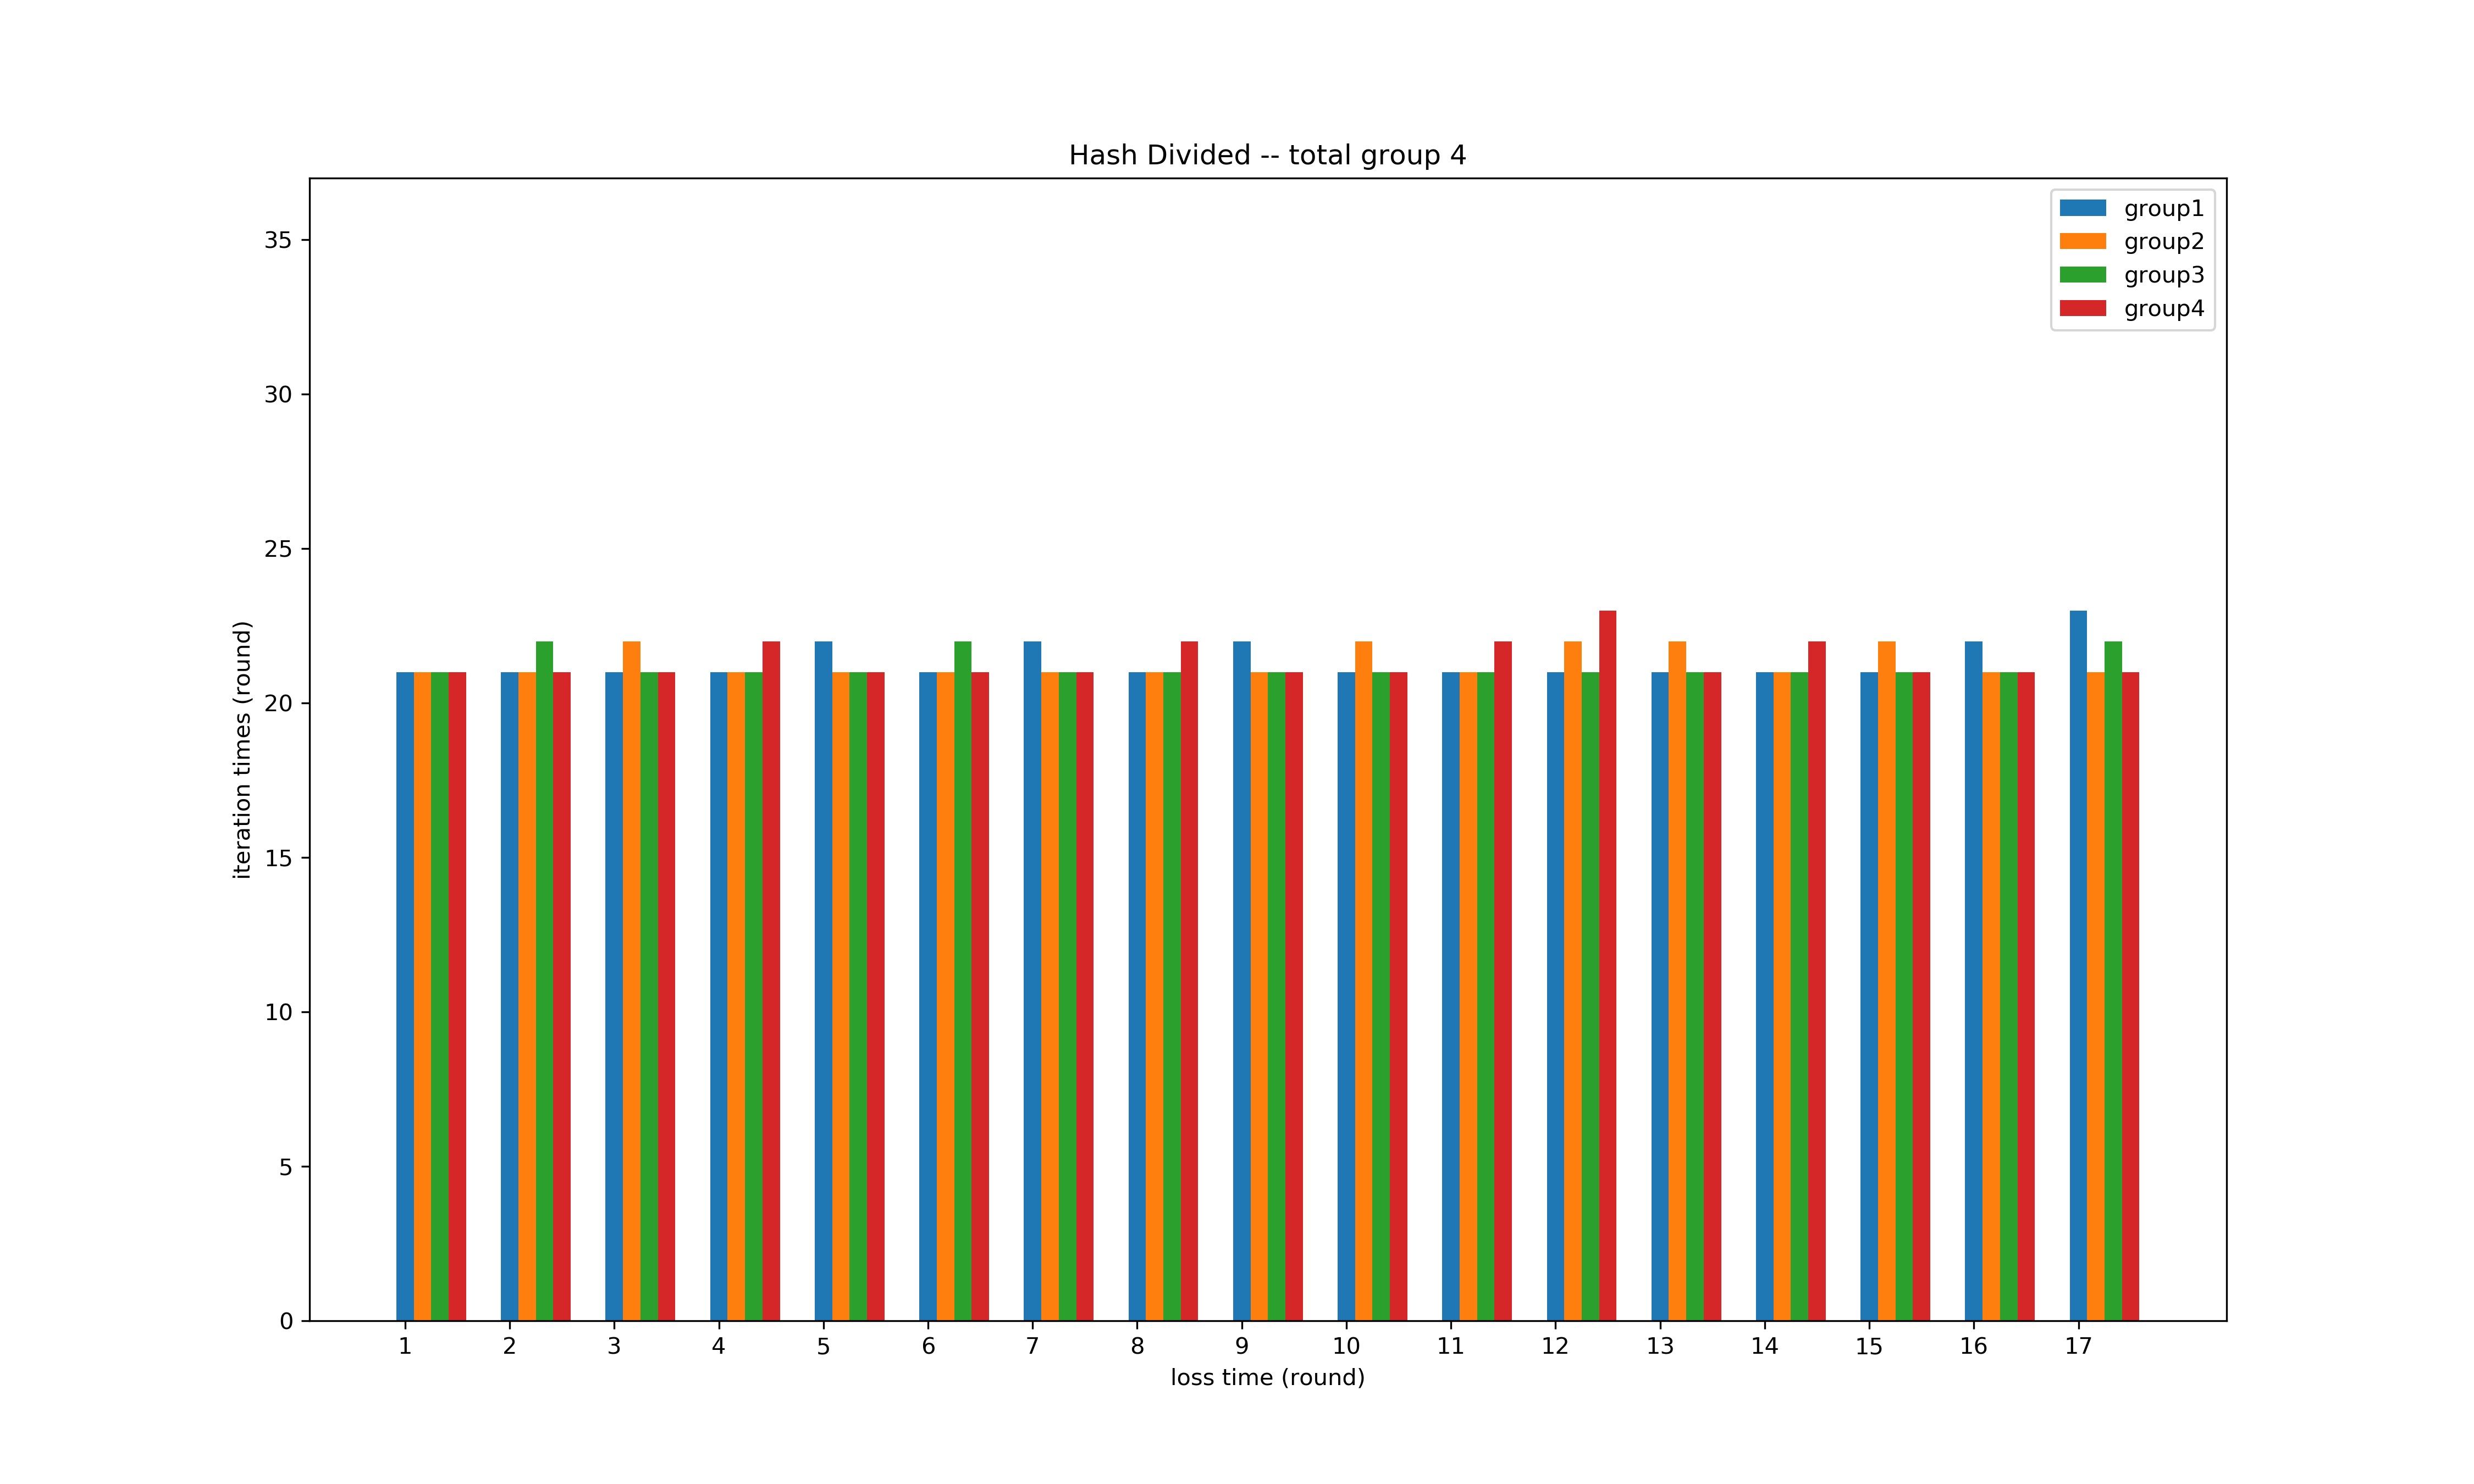 Hash Divided -- total group 4
group1
group2
group3
group4
35
30
25
20
15
10
5
0
iteration times (round)
1 2 3 4 5 6 7 8 9 10 11 12 13 14 15 16 17
loss time (round)